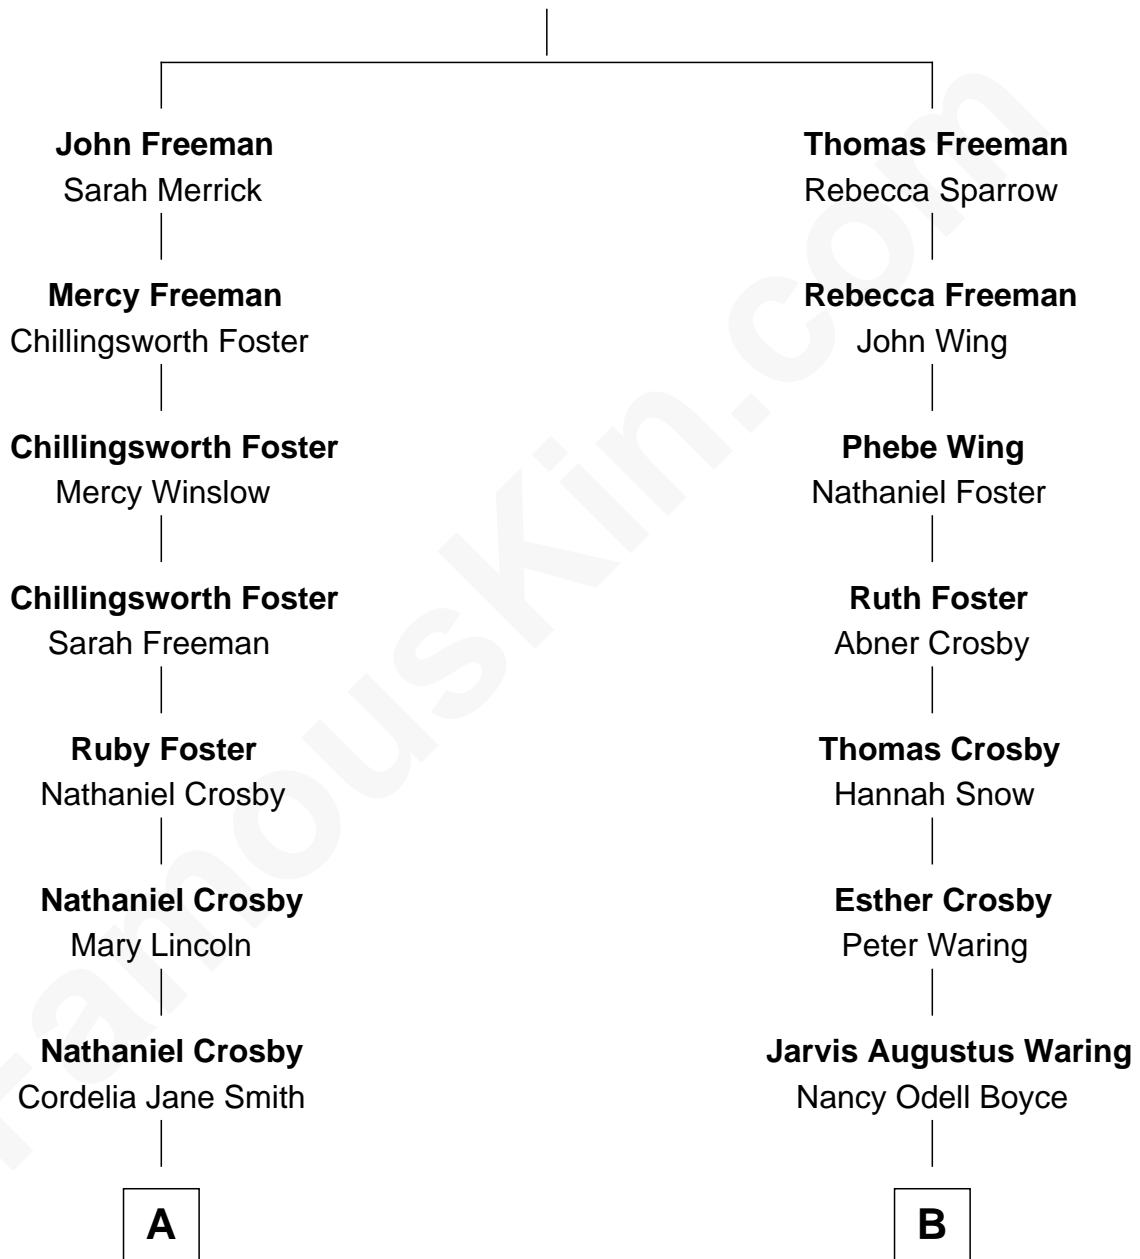 John Freeman
Sarah Merrick
Mercy Freeman
Chillingsworth Foster
Chillingsworth Foster
Mercy Winslow
Chillingsworth Foster
Sarah Freeman
Ruby Foster
Nathaniel Crosby
Nathaniel Crosby
Mary Lincoln
Nathaniel Crosby
Cordelia Jane Smith
A
Thomas Freeman
Rebecca Sparrow
Rebecca Freeman
John Wing
Phebe Wing
Nathaniel Foster
Ruth Foster
Abner Crosby
Thomas Crosby
Hannah Snow
Esther Crosby
Peter Waring
Jarvis Augustus Waring
Nancy Odell Boyce
B
FamousKin.com